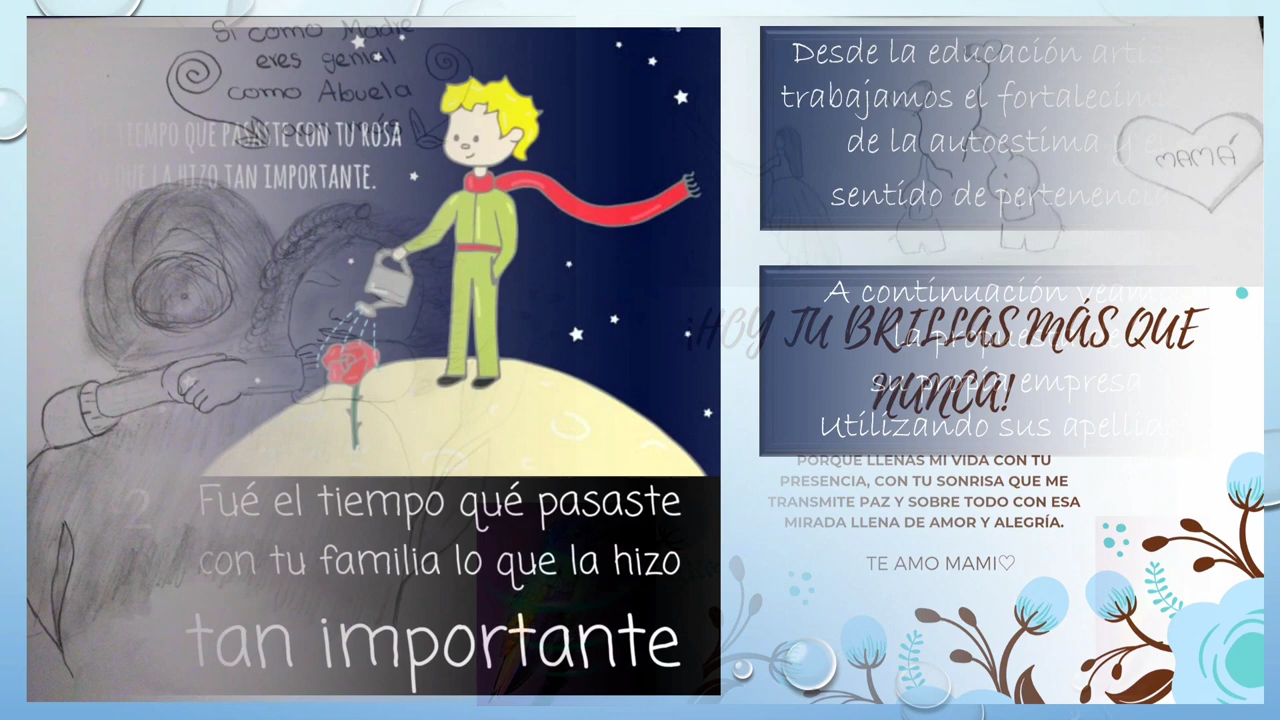 Si como Madre
eres genial
como Abuela
TIEMPO QUE PASASTE CON TU ROSA
QUE LA HIZO TAN IMPORTANTE.
Fué el tiempo qué pasaste
con tu familia lo que la hizo
tan importante
Desde la educación
trabajamos el
de la autoestima y
sentido de
MAMÁ
A continuación
la
su propia empresa
Utilizando sus
¡HOY TU BRILLAS MÁS QUE
NUNCA!
PORQUE LLENAS MI VIDA CON TU
PRESENCIA, CON TU SONRISA QUE ME
TRANSMITE PAZ Y SOBRE TODO CON ESA
MIRADA LLENA DE AMOR Y ALEGRÍA.
TE AMO MAMI♡